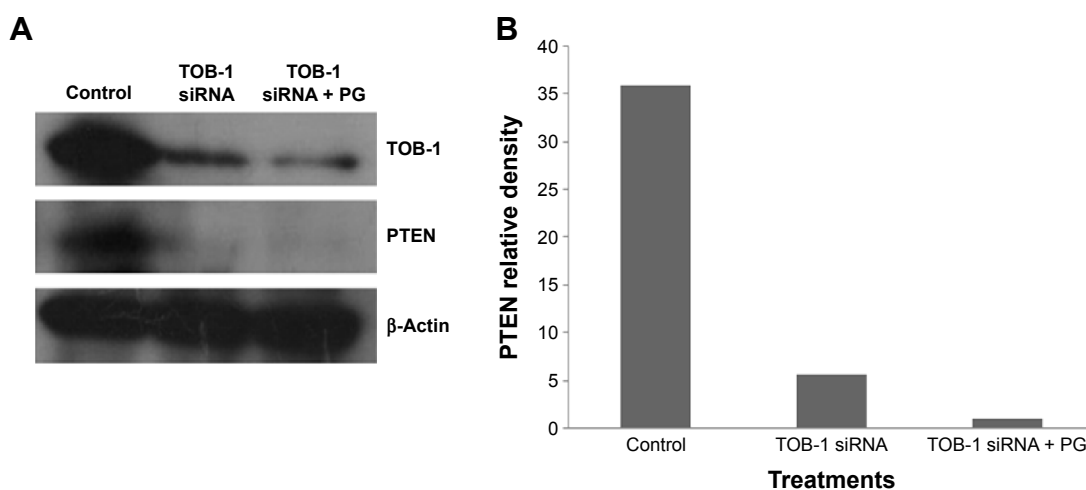 A
Control
TOB-1
siRNA
TOB-1
siRNA + PG
TOB-1
PTEN
β-Actin
B
PTEN relative density
40
35
30
25
20
15
10
5
0
Control
TOB-1 siRNA
TOB-1 siRNA + PG
Treatments